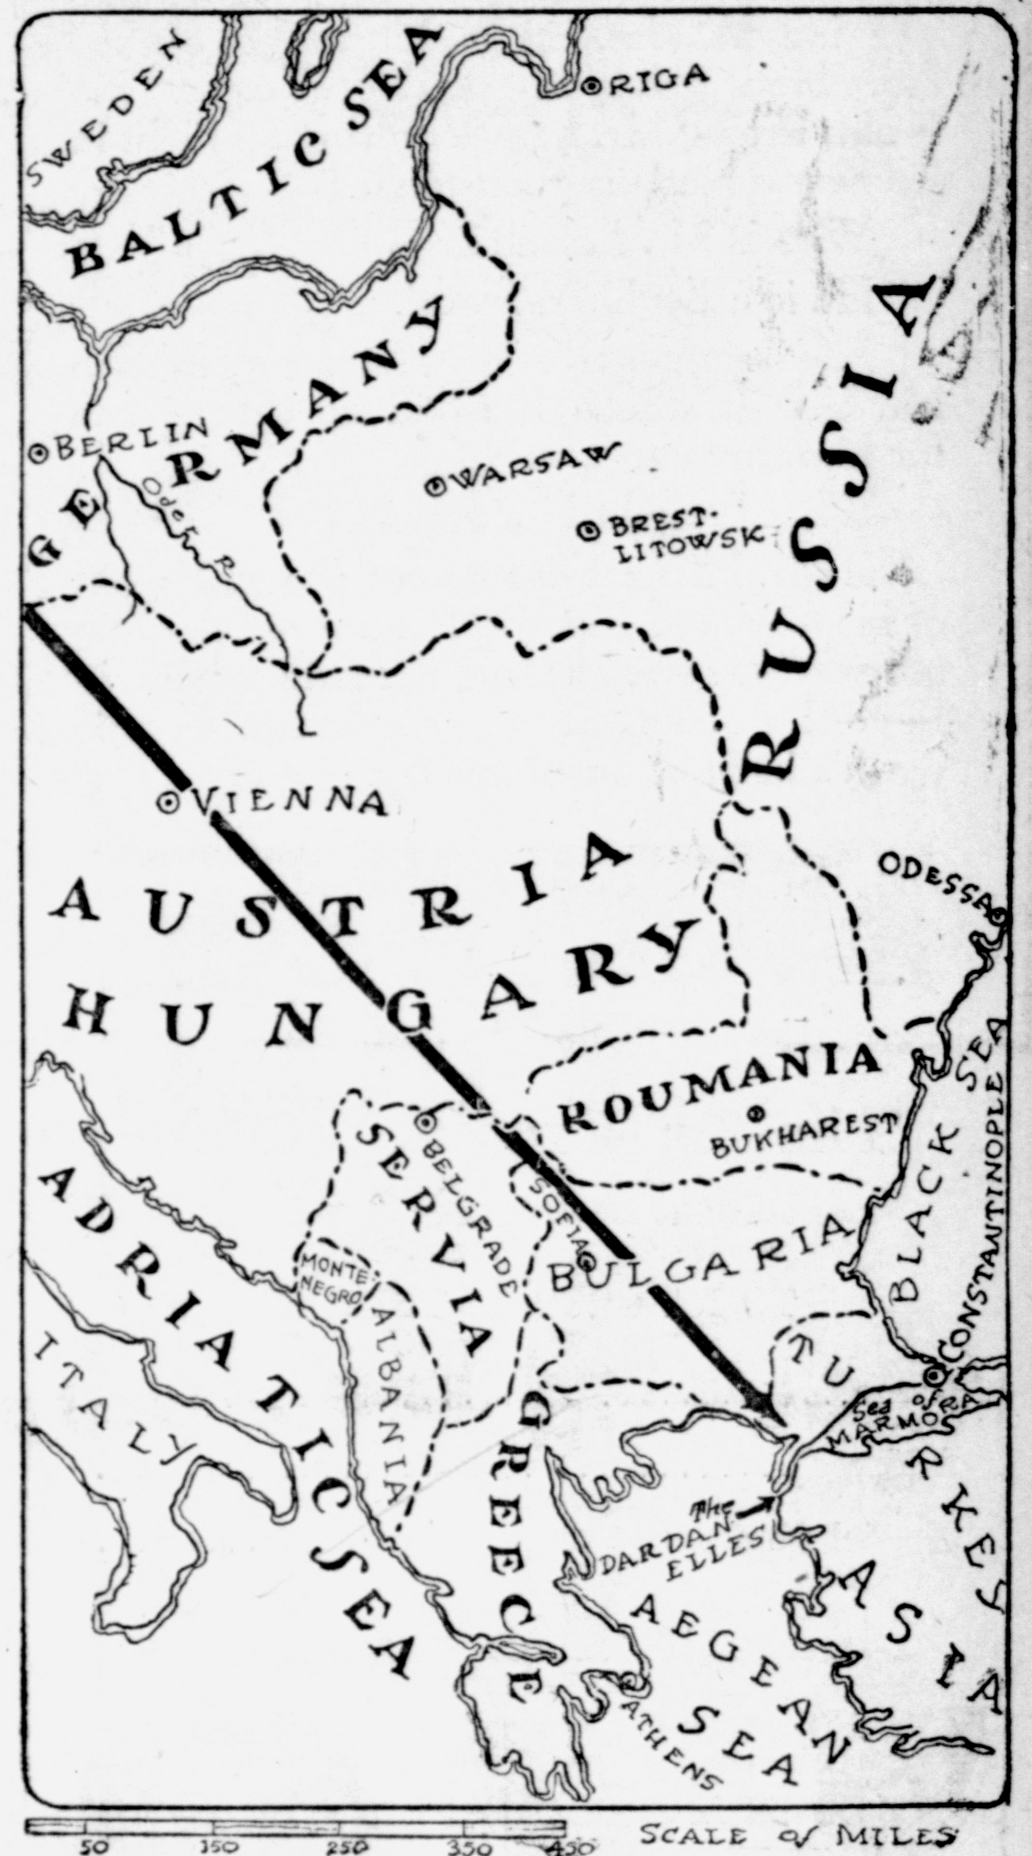 SWEDEN
BALTIC SEA
RIGA
GERMANY
BERLIN
Oder R
WARSAW
BREST-
LITOWSK
RUSSIA
VIENNA
AUSTRIA
HUNGARY
ODESSA
ROUMANIA
BUKHAREST
SERVIA
BELGRADE
SOFIA
BULGARIA
BLACK SEA
CONSTANTINOPLE
ADRIATIC SEA
MONTE-
NEGRO
ALBANIA
ITALY
GREECE
TURKEY
Sea of
MARMORA
The
DARDAN-
ELLES
ASIA
AEGEAN
SEA
ATHENS
50 150 250 350 450
SCALE of MILES